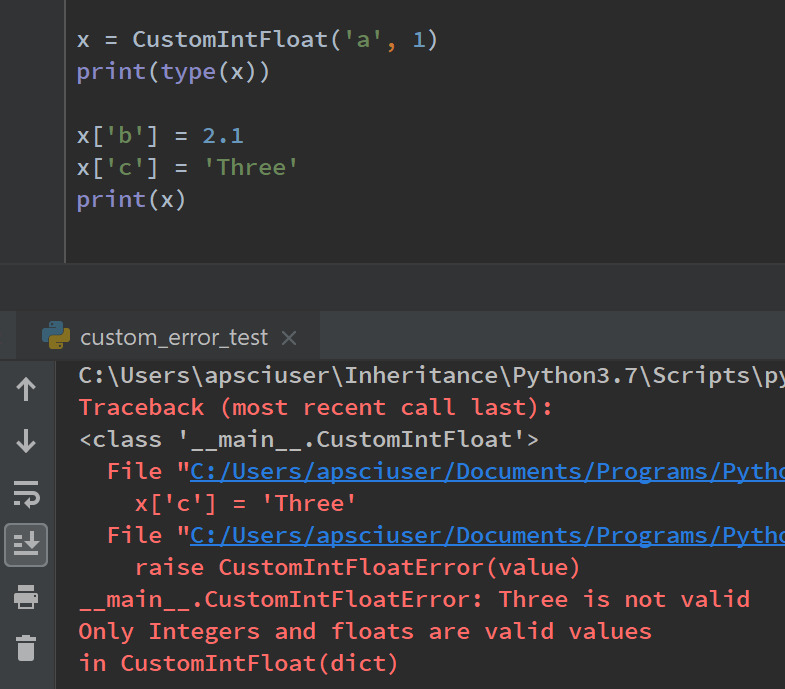 x = CustomIntFloat('a', 1)
print(type(x))
x['b'] = 2.1
x['c'] = 'Three'
print(x)
custom_error_test
C:\Users\apsciuser\Inheritance\Python3.7\Scripts\py
Traceback (most recent call last):
<class '__main__.CustomIntFloat'>
File "C:/Users/apsciuser/Documents/Programs/Pytho
x['c'] = 'Three'
File "C:/Users/apsciuser/Documents/Programs/Pytho
raise CustomIntFloatError(value)
__main__.CustomIntFloatError: Three is not valid
Only Integers and floats are valid values
in CustomIntFloat(dict)